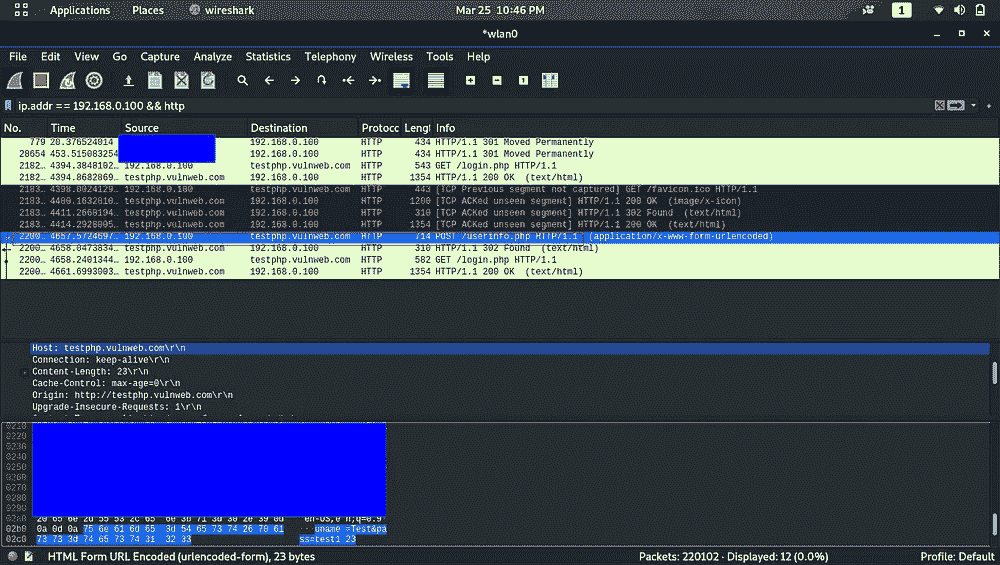 Applications Places wireshark Mar 25 10:46 PM 1
*wlan0
File Edit View Go Capture Analyze Statistics Telephony Wireless Tools Help
ip.addr == 192.168.0.100 && http
No. Time Source Destination Protocc Lengt Info
779 20.376524014 192.168.0.100 HTTP 434 HTTP/1.1 301 Moved Permanently
28654 453.515083254 192.168.0.100 HTTP 434 HTTP/1.1 301 Moved Permanently
2182… 4394.3848102… 192.168.0.100 testphp.vulnweb.com HTTP 543 GET /login.php HTTP/1.1
2182… 4394.8682869… testphp.vulnweb.com 192.168.0.100 HTTP 1354 HTTP/1.1 200 OK (text/html)
2183… 4398.0024129… 192.168.0.100 testphp.vulnweb.com HTTP 443 [TCP Previous segment not captured] GET /favicon.ico HTTP/1.1
2183… 4400.1632810… testphp.vulnweb.com 192.168.0.100 HTTP 1200 [TCP ACKed unseen segment] HTTP/1.1 200 OK (image/x-icon)
2183… 4411.2668194… testphp.vulnweb.com 192.168.0.100 HTTP 310 [TCP ACKed unseen segment] HTTP/1.1 302 Found (text/html)
2183… 4414.2928005… testphp.vulnweb.com 192.168.0.100 HTTP 1354 [TCP ACKed unseen segment] HTTP/1.1 200 OK (text/html)
2200… 4657.5724697… 192.168.0.100 testphp.vulnweb.com HTTP 714 POST /userinfo.php HTTP/1.1 (application/x-www-form-urlencoded)
2200… 4658.0473834… testphp.vulnweb.com 192.168.0.100 HTTP 310 HTTP/1.1 302 Found (text/html)
2200… 4658.2401344… 192.168.0.100 testphp.vulnweb.com HTTP 582 GET /login.php HTTP/1.1
2200… 4661.6993003… testphp.vulnweb.com 192.168.0.100 HTTP 1354 HTTP/1.1 200 OK (text/html)
Host: testphp.vulnweb.com\r\n
Connection: keep-alive\r\n
Content-Length: 23\r\n
Cache-Control: max-age=0\r\n
Origin: http://testphp.vulnweb.com\r\n
Upgrade-Insecure-Requests: 1\r\n
0210
0220
0230
0240
0250
0260
0270
0280
0290
02a0 20 65 6e 2d 55 53 2c 65 6e 3b 71 3d 30 2e 39 0d en-US,e n;q=0.9·
02b0 0a 0d 0a 75 6e 61 6d 65 3d 54 65 73 74 26 70 61 ···uname =Test&pa
02c0 73 73 3d 74 65 73 74 31 32 33 ss=test1 23
HTML Form URL Encoded (urlencoded-form), 23 bytes Packets: 220102 · Displayed: 12 (0.0%) Profile: Default